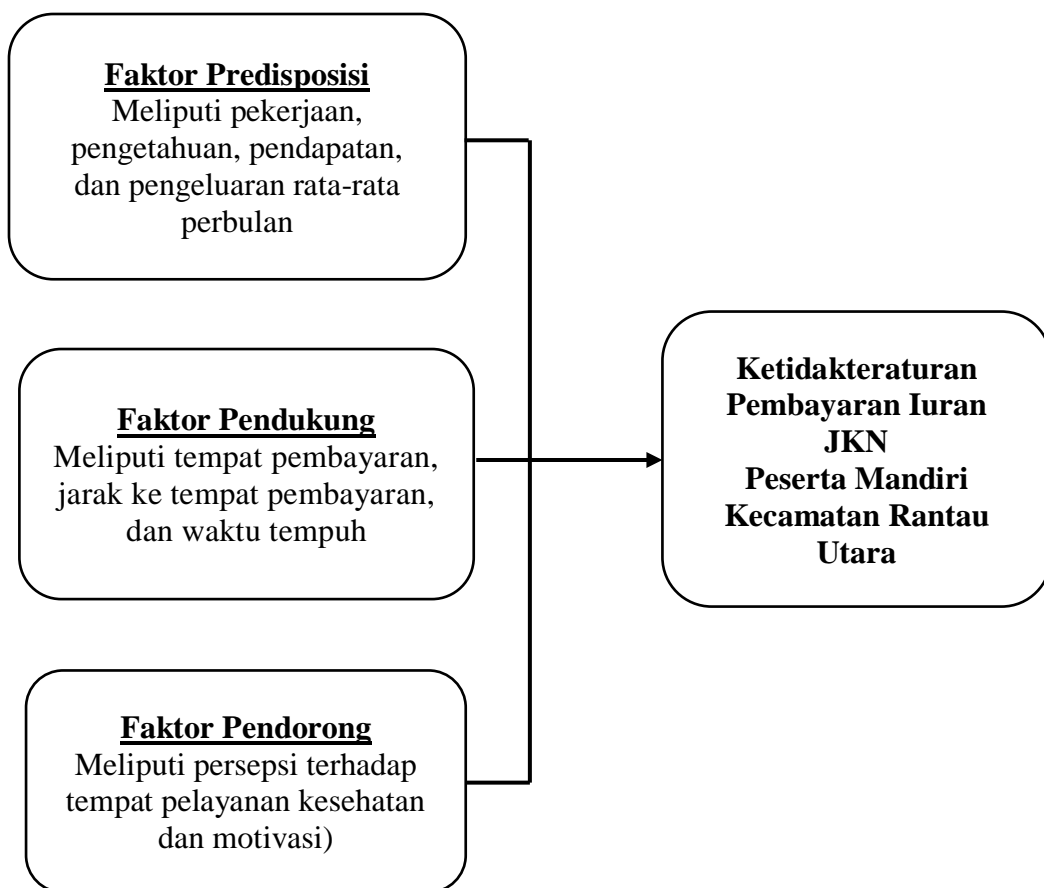 Faktor Predisposisi
Meliputi pekerjaan,
pengetahuan, pendapatan,
dan pengeluaran rata-rata
perbulan
Faktor Pendukung
Meliputi tempat pembayaran,
jarak ke tempat pembayaran,
dan waktu tempuh
Faktor Pendorong
Meliputi persepsi terhadap
tempat pelayanan kesehatan
dan motivasi)
Ketidakteraturan
Pembayaran Iuran
JKN
Peserta Mandiri
Kecamatan Rantau
Utara